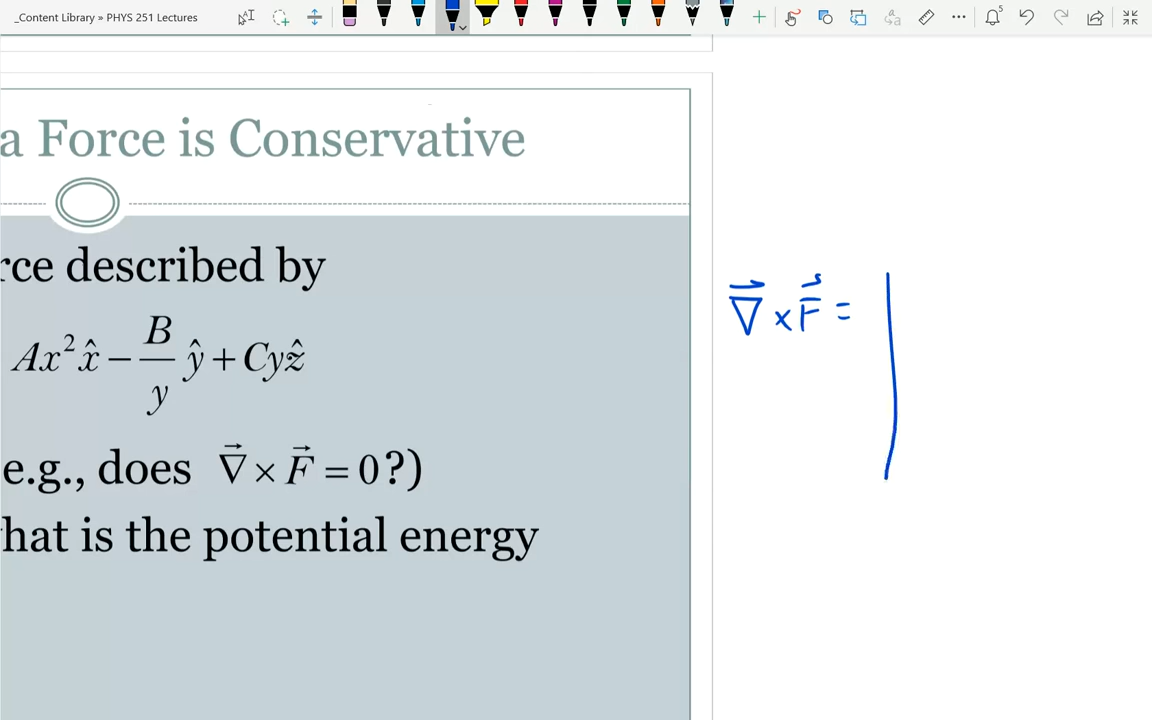 _Content Library » PHYS 251 Lectures
5
a Force is Conservative
rce described by
Ax²x̂ − B/y ŷ + Cyẑ
e.g., does ∇⃗ × F⃗ = 0?)
hat is the potential energy
∇⃗ × F⃗ = |